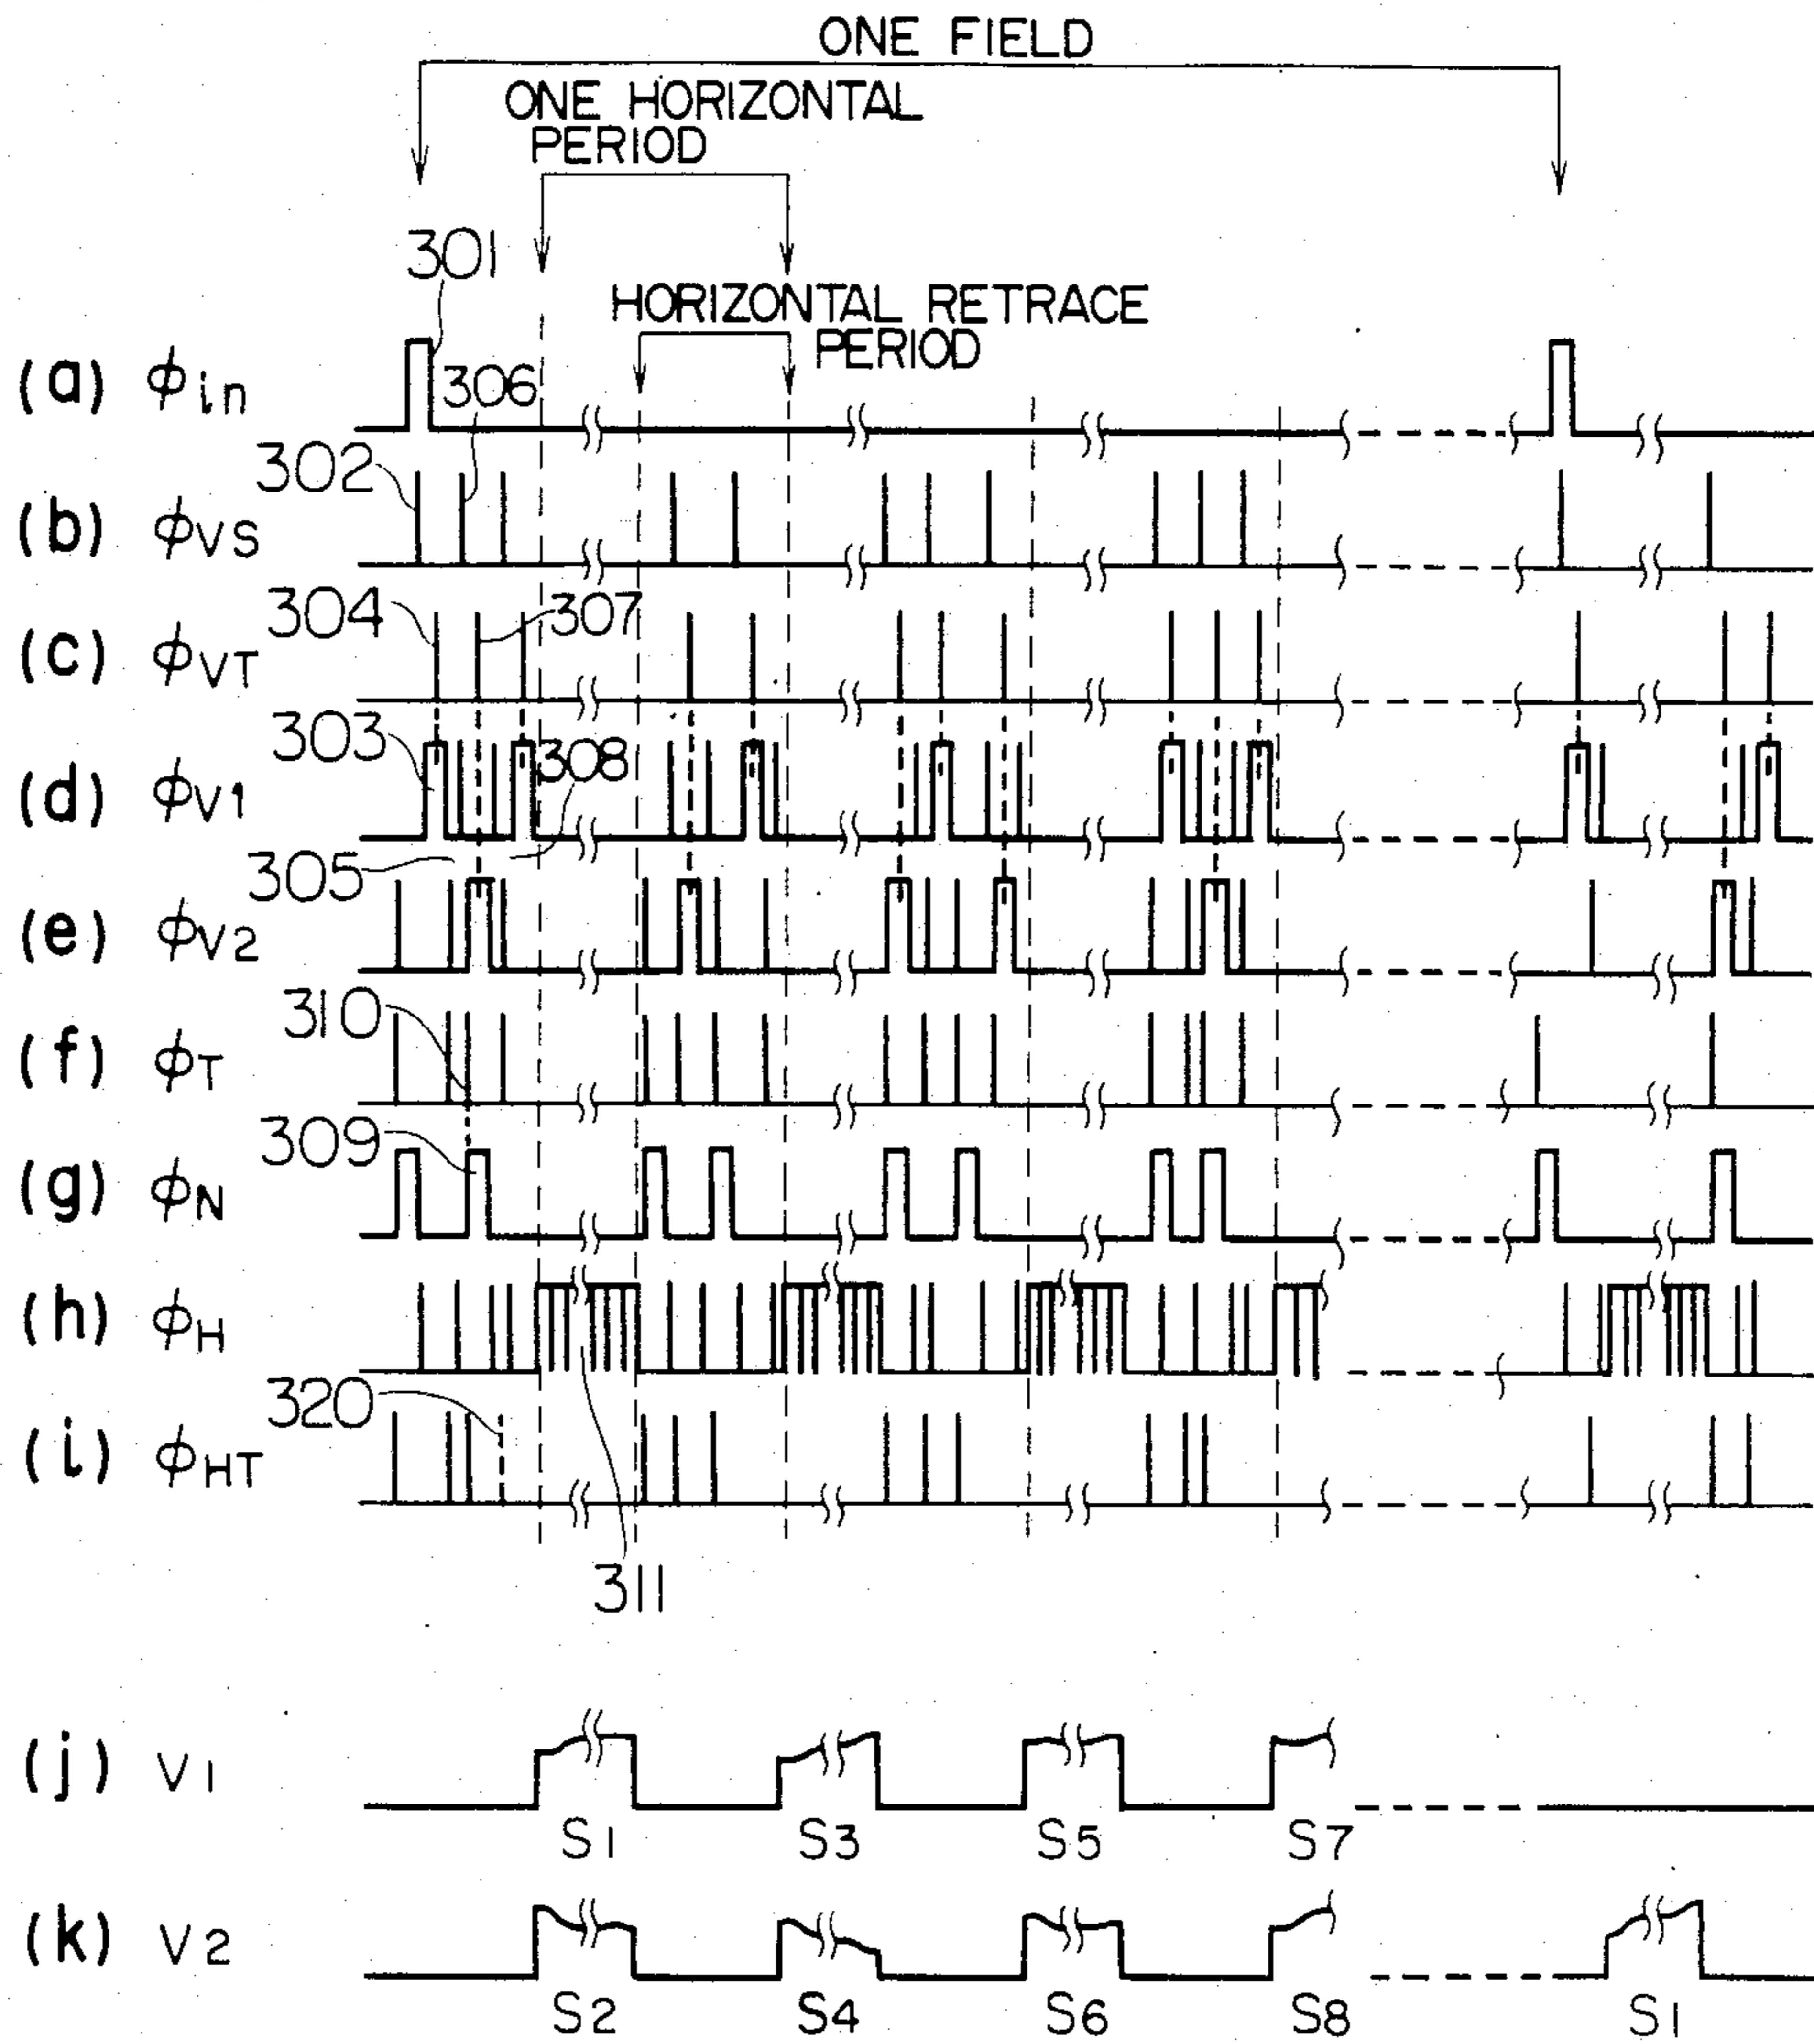 ONE FIELD
ONE HORIZONTAL
PERIOD
301
HORIZONTAL RETRACE
PERIOD
(a) ϕin
306
302
(b) ϕVS
304
307
(c) ϕVT
303
308
(d) ϕV1
305
(e) ϕV2
310
(f) ϕT
309
(g) ϕN
(h) ϕH
320
(i) ϕHT
311
(j) V1
S1 S3 S5 S7
(k) V2
S2 S4 S6 S8 S1